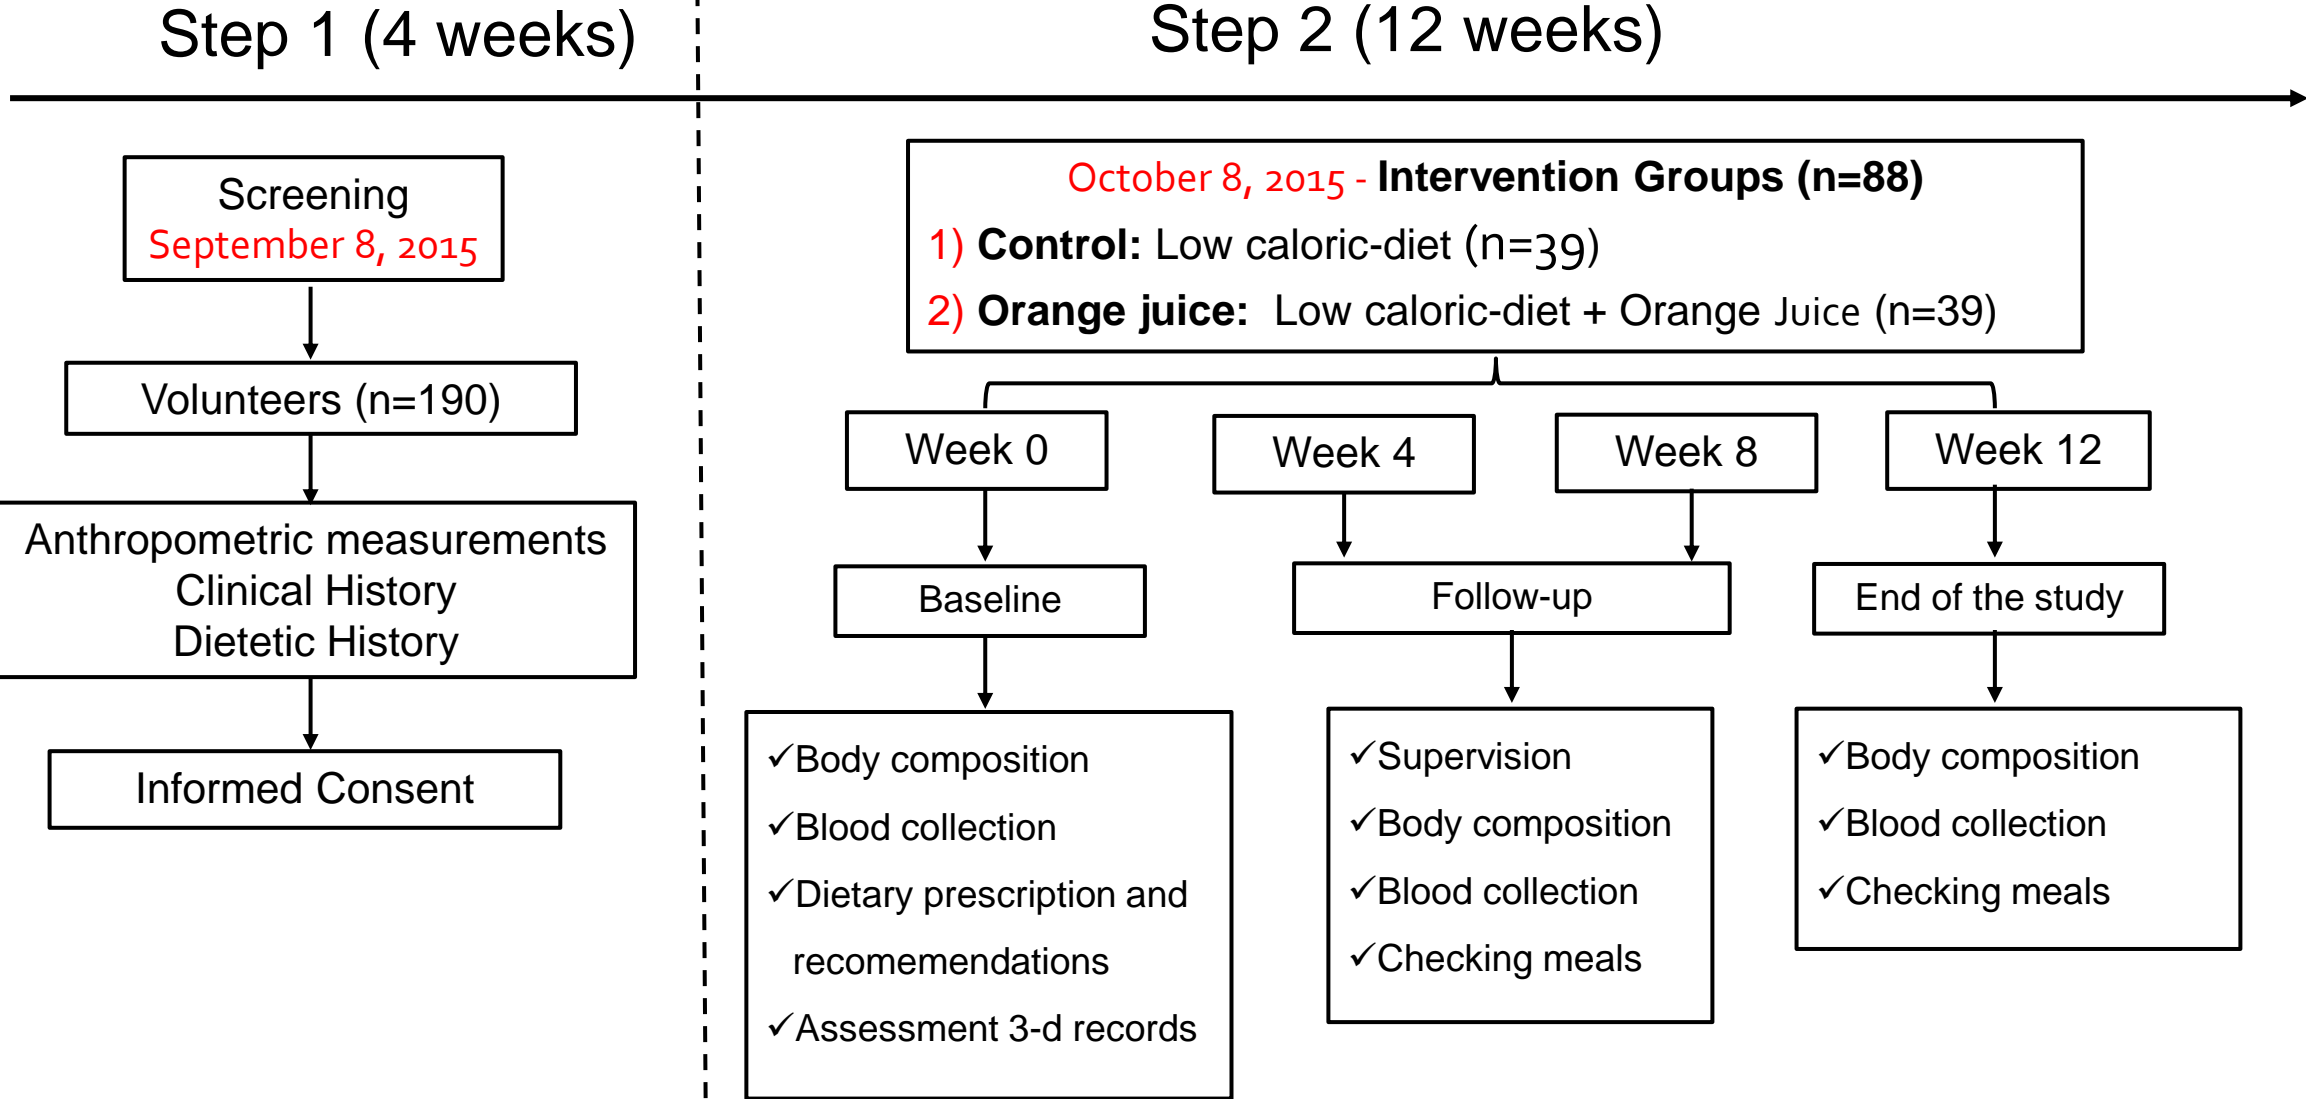 Step 1 (4 weeks)
Step 2 (12 weeks)
Screening
September 8, 2015
Volunteers (n=190)
Anthropometric measurements
Clinical History
Dietetic History
Informed Consent
October 8, 2015 - Intervention Groups (n=88)
1) Control: Low caloric-diet (n=39)
2) Orange juice: Low caloric-diet + Orange Juice (n=39)
Week 0
Week 4
Week 8
Week 12
Baseline
Follow-up
End of the study
✓Body composition
✓Blood collection
✓Dietary prescription and
recomemendations
✓Assessment 3-d records
✓Supervision
✓Body composition
✓Blood collection
✓Checking meals
✓Body composition
✓Blood collection
✓Checking meals